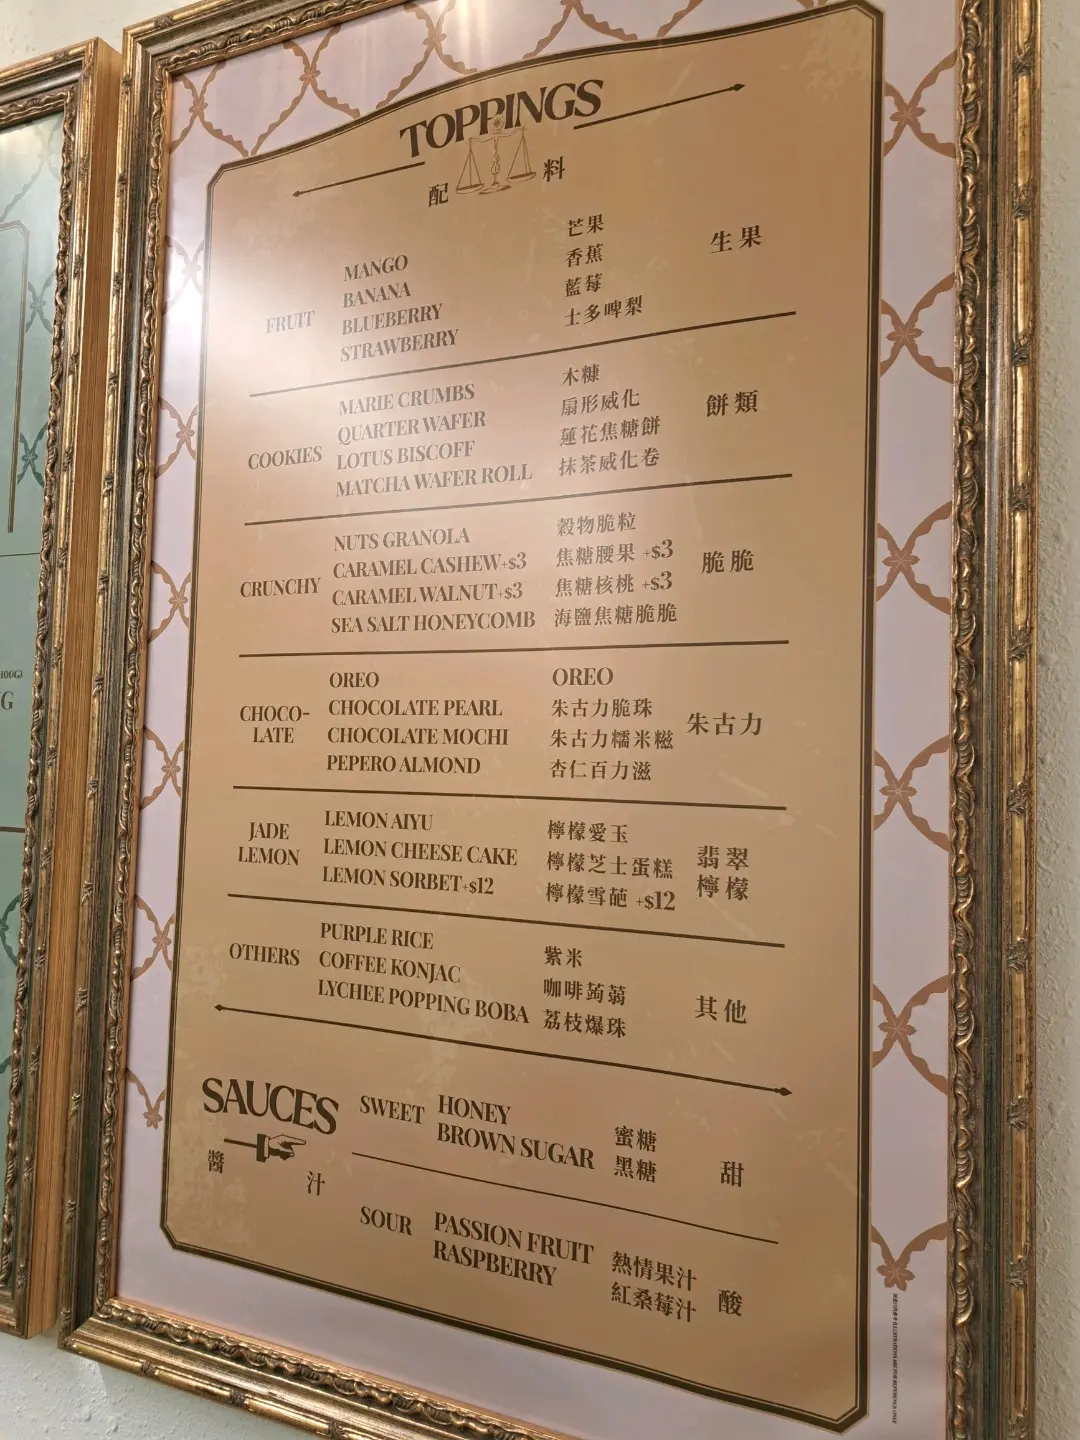 TOPPINGS
配料
FRUIT
MANGO 芒果
BANANA 香蕉
BLUEBERRY 藍莓
STRAWBERRY 士多啤梨
生果
COOKIES
MARIE CRUMBS 木糠
QUARTER WAFER 扇形威化
LOTUS BISCOFF 蓮花焦糖餅
MATCHA WAFER ROLL 抹茶威化卷
餅類
CRUNCHY
NUTS GRANOLA 穀物脆粒
CARAMEL CASHEW+$3 焦糖腰果 +$3
CARAMEL WALNUT+$3 焦糖核桃 +$3
SEA SALT HONEYCOMB 海鹽焦糖脆脆
脆脆
CHOCO-
LATE
OREO OREO
CHOCOLATE PEARL 朱古力脆珠
CHOCOLATE MOCHI 朱古力糯米糍
PEPERO ALMOND 杏仁百力滋
朱古力
JADE
LEMON
LEMON AIYU 檸檬愛玉
LEMON CHEESE CAKE 檸檬芝士蛋糕
LEMON SORBET+$12 檸檬雪葩 +$12
翡翠
檸檬
OTHERS
PURPLE RICE 紫米
COFFEE KONJAC 咖啡蒟蒻
LYCHEE POPPING BOBA 荔枝爆珠
其他
SAUCES
醬汁
SWEET
HONEY 蜜糖
BROWN SUGAR 黑糖
甜
SOUR
PASSION FRUIT 熱情果汁
RASPBERRY 紅桑莓汁
酸
100G)
G